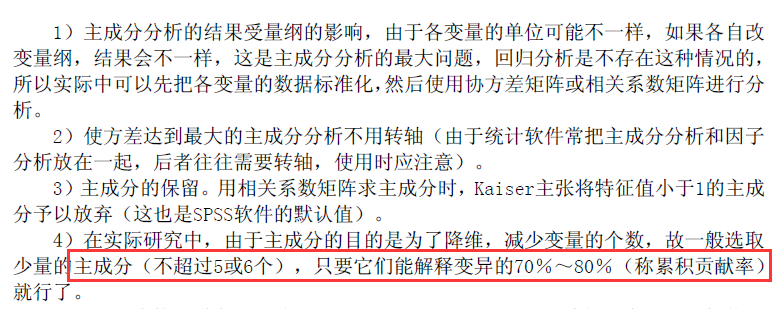 1）主成分分析的结果受量纲的影响，由于各变量的单位可能不一样，如果各自改
变量纲，结果会不一样，这是主成分分析的最大问题，回归分析是不存在这种情况的，
所以实际中可以先把各变量的数据标准化，然后使用协方差矩阵或相关系数矩阵进行分
析。
2）使方差达到最大的主成分分析不用转轴（由于统计软件常把主成分分析和因子
分析放在一起，后者往往需要转轴，使用时应注意）。
3）主成分的保留。用相关系数矩阵求主成分时，Kaiser主张将特征值小于1的主成
分予以放弃（这也是SPSS软件的默认值）。
4）在实际研究中，由于主成分的目的是为了降维，减少变量的个数，故一般选取
少量的主成分（不超过5或6个），只要它们能解释变异的70％～80％（称累积贡献率）
就行了。